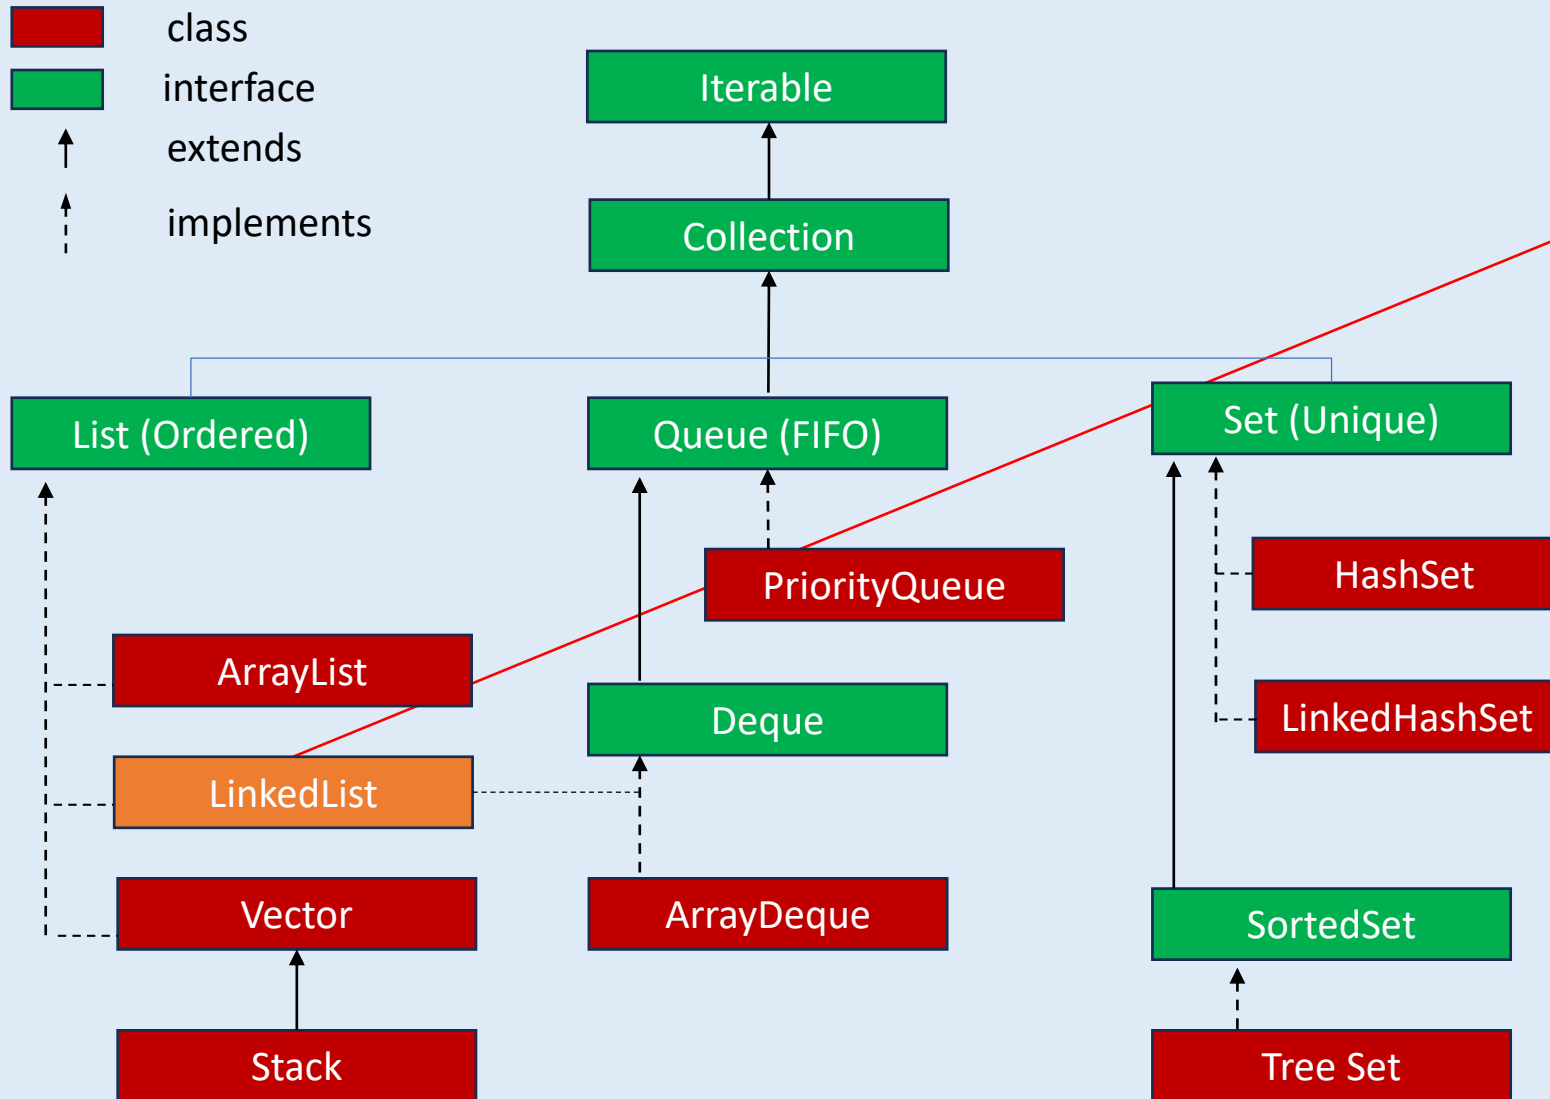 class
interface
extends
implements
Iterable
Collection
List (Ordered)
Queue (FIFO)
Set (Unique)
PriorityQueue
HashSet
ArrayList
Deque
LinkedHashSet
LinkedList
Vector
ArrayDeque
SortedSet
Stack
Tree Set